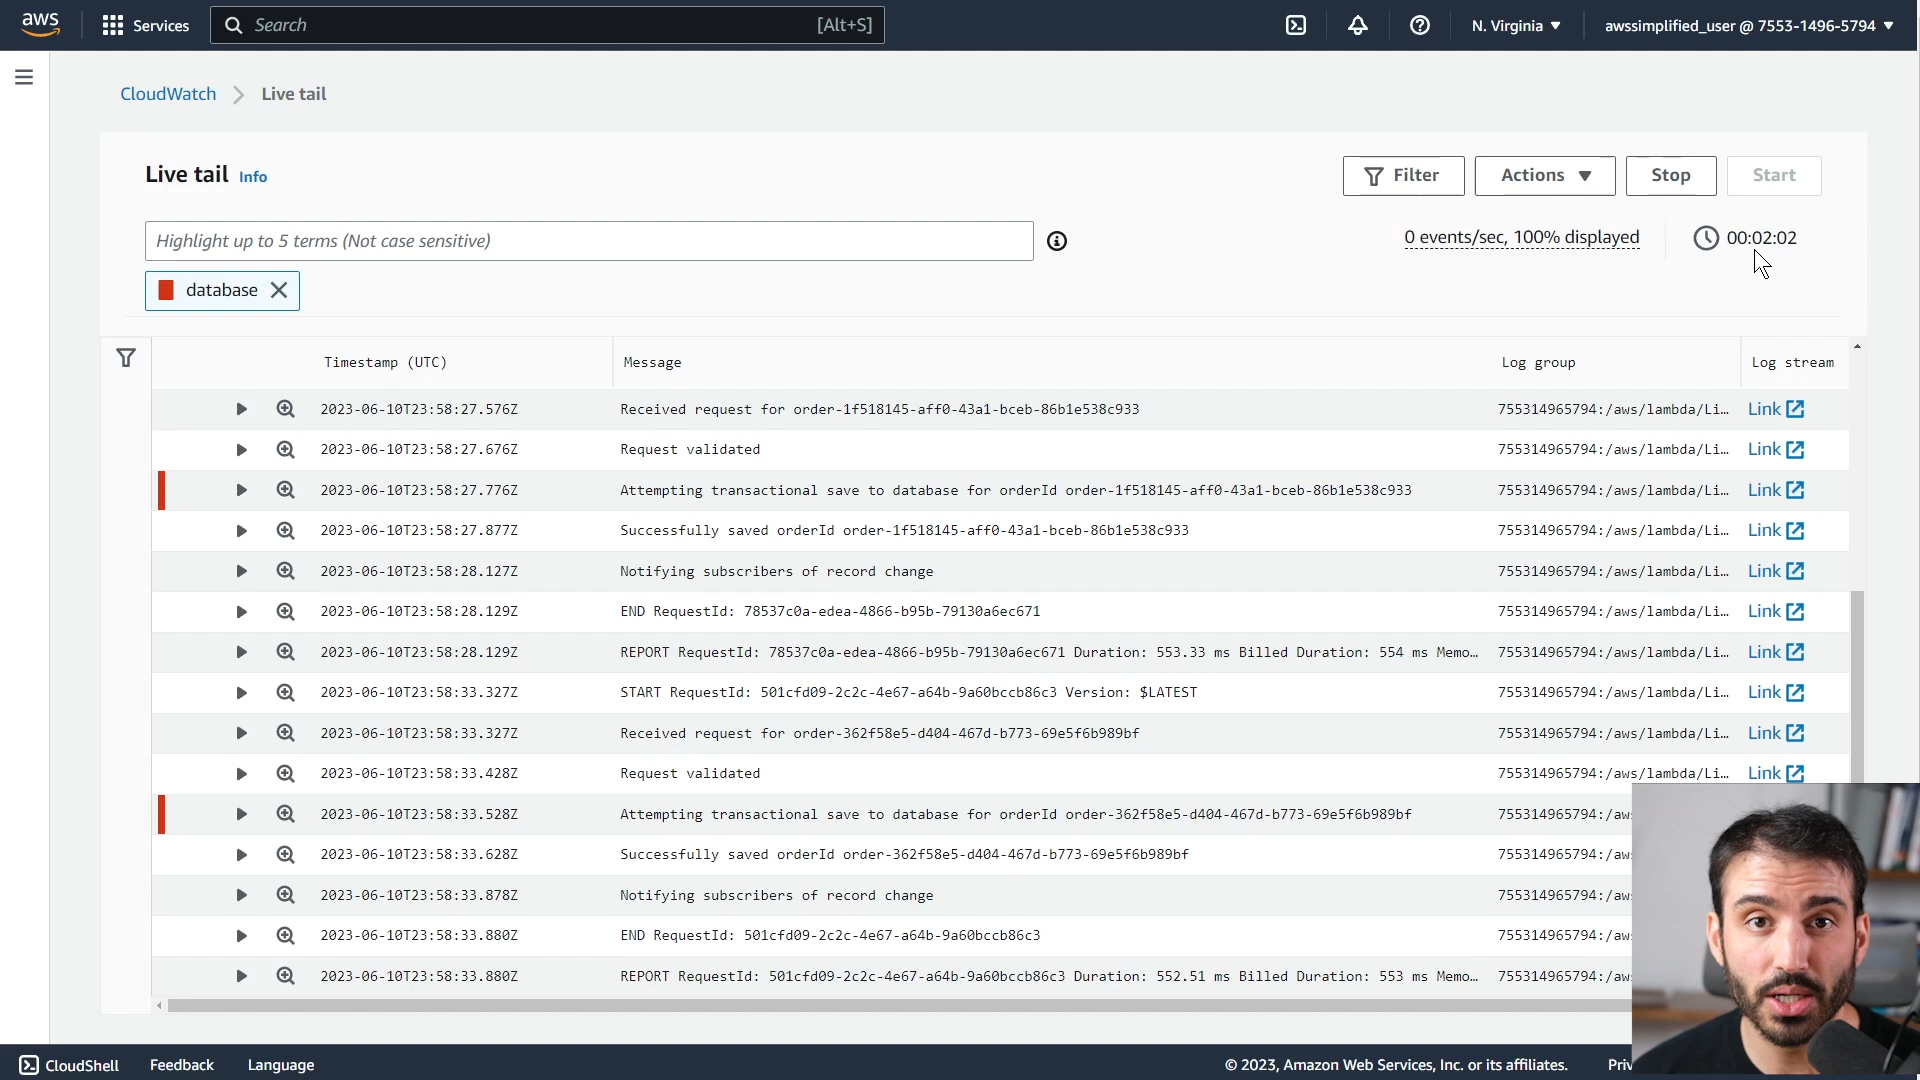 aws
Services
Search [Alt+S]
N. Virginia
awssimplified_user @ 7553-1496-5794
CloudWatch
Live tail
Live tail Info
Filter
Actions
Stop
Start
Highlight up to 5 terms (Not case sensitive)
0 events/sec, 100% displayed
00:02:02
database
Timestamp (UTC) Message Log group Log stream
2023-06-10T23:58:27.576Z Received request for order-1f518145-aff0-43a1-bceb-86b1e538c933 755314965794:/aws/lambda/Li… Link
2023-06-10T23:58:27.676Z Request validated 755314965794:/aws/lambda/Li… Link
2023-06-10T23:58:27.776Z Attempting transactional save to database for orderId order-1f518145-aff0-43a1-bceb-86b1e538c933 755314965794:/aws/lambda/Li… Link
2023-06-10T23:58:27.877Z Successfully saved orderId order-1f518145-aff0-43a1-bceb-86b1e538c933 755314965794:/aws/lambda/Li… Link
2023-06-10T23:58:28.127Z Notifying subscribers of record change 755314965794:/aws/lambda/Li… Link
2023-06-10T23:58:28.129Z END RequestId: 78537c0a-edea-4866-b95b-79130a6ec671 755314965794:/aws/lambda/Li… Link
2023-06-10T23:58:28.129Z REPORT RequestId: 78537c0a-edea-4866-b95b-79130a6ec671 Duration: 553.33 ms Billed Duration: 554 ms Memo… 755314965794:/aws/lambda/Li… Link
2023-06-10T23:58:33.327Z START RequestId: 501cfd09-2c2c-4e67-a64b-9a60bccb86c3 Version: $LATEST 755314965794:/aws/lambda/Li… Link
2023-06-10T23:58:33.327Z Received request for order-362f58e5-d404-467d-b773-69e5f6b989bf 755314965794:/aws/lambda/Li… Link
2023-06-10T23:58:33.428Z Request validated 755314965794:/aws/lambda/Li… Link
2023-06-10T23:58:33.528Z Attempting transactional save to database for orderId order-362f58e5-d404-467d-b773-69e5f6b989bf 755314965794:/aw
2023-06-10T23:58:33.628Z Successfully saved orderId order-362f58e5-d404-467d-b773-69e5f6b989bf 755314965794:/aw
2023-06-10T23:58:33.878Z Notifying subscribers of record change 755314965794:/aw
2023-06-10T23:58:33.880Z END RequestId: 501cfd09-2c2c-4e67-a64b-9a60bccb86c3 755314965794:/aw
2023-06-10T23:58:33.880Z REPORT RequestId: 501cfd09-2c2c-4e67-a64b-9a60bccb86c3 Duration: 552.51 ms Billed Duration: 553 ms Memo… 755314965794:/aw
CloudShell Feedback Language © 2023, Amazon Web Services, Inc. or its affiliates. Priv